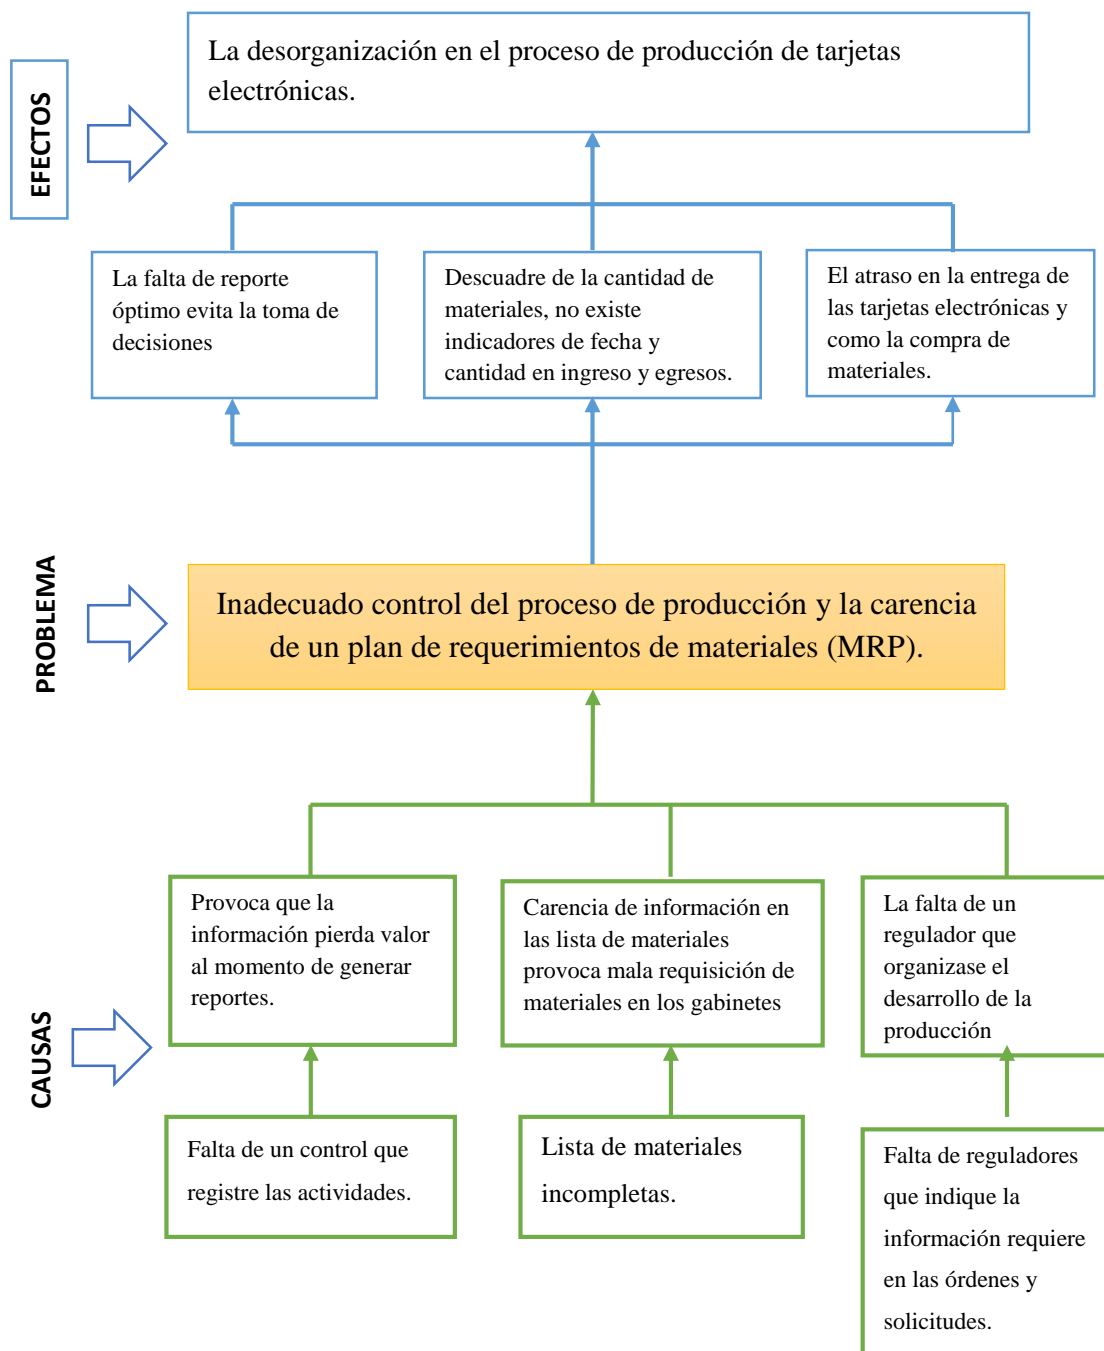 EFECTOS
La desorganización en el proceso de producción de tarjetas
electrónicas.
La falta de reporte
óptimo evita la toma de
decisiones
Descuadre de la cantidad de
materiales, no existe
indicadores de fecha y
cantidad en ingreso y egresos.
El atraso en la entrega de
las tarjetas electrónicas y
como la compra de
materiales.
PROBLEMA
Inadecuado control del proceso de producción y la carencia
de un plan de requerimientos de materiales (MRP).
CAUSAS
Provoca que la
información pierda valor
al momento de generar
reportes.
Carencia de información en
las lista de materiales
provoca mala requisición de
materiales en los gabinetes
La falta de un
regulador que
organizase el
desarrollo de la
producción
Falta de un control que
registre las actividades.
Lista de materiales
incompletas.
Falta de reguladores
que indique la
información requiere
en las órdenes y
solicitudes.